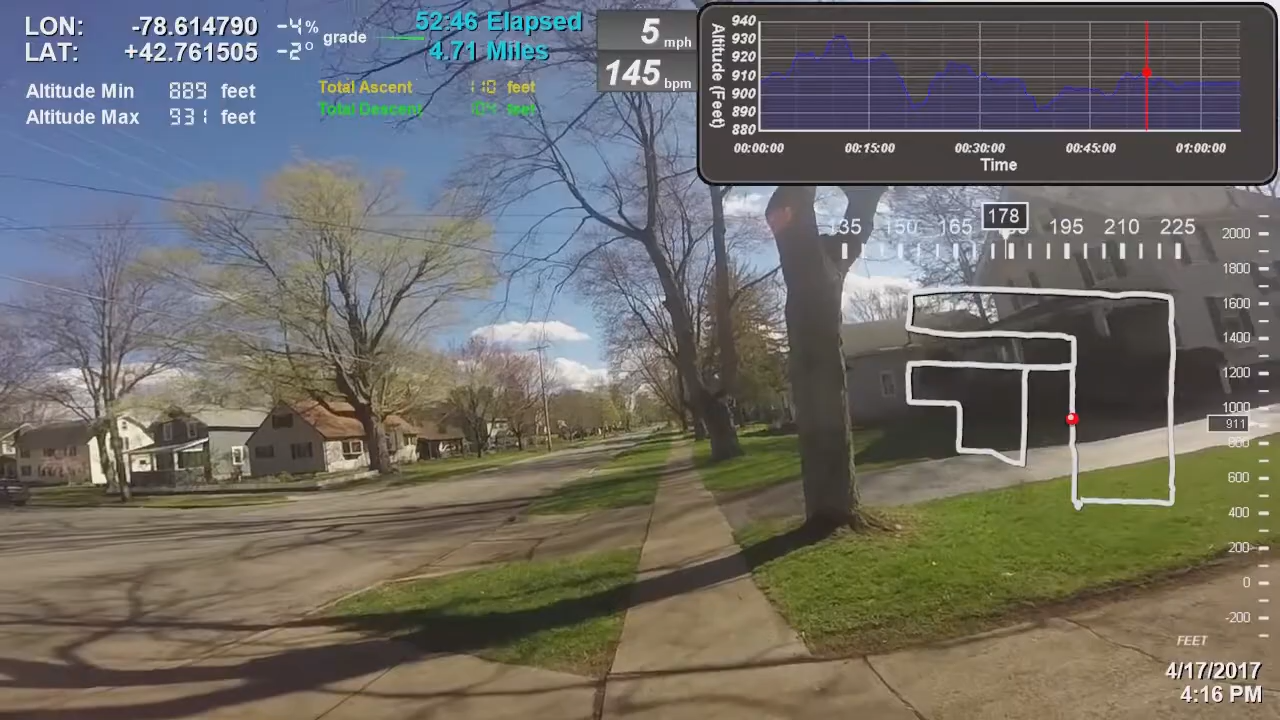 LON: -78.614790 -4%
LAT: +42.761505 -2° grade
Altitude Min 889 feet
Altitude Max 931 feet
52:46 Elapsed
4.71 Miles
Total Ascent 110 feet
Total Descent 104 feet
5 mph
145 bpm
Altitude (Feet)
940
930
920
910
900
890
880
00:00:00 00:15:00 00:30:00 00:45:00 01:00:00
Time
135 150 165 178 195 210 225
2000
1800
1600
1400
1200
1000
911
800
600
400
200
0
-200
FEET
4/17/2017
4:16 PM